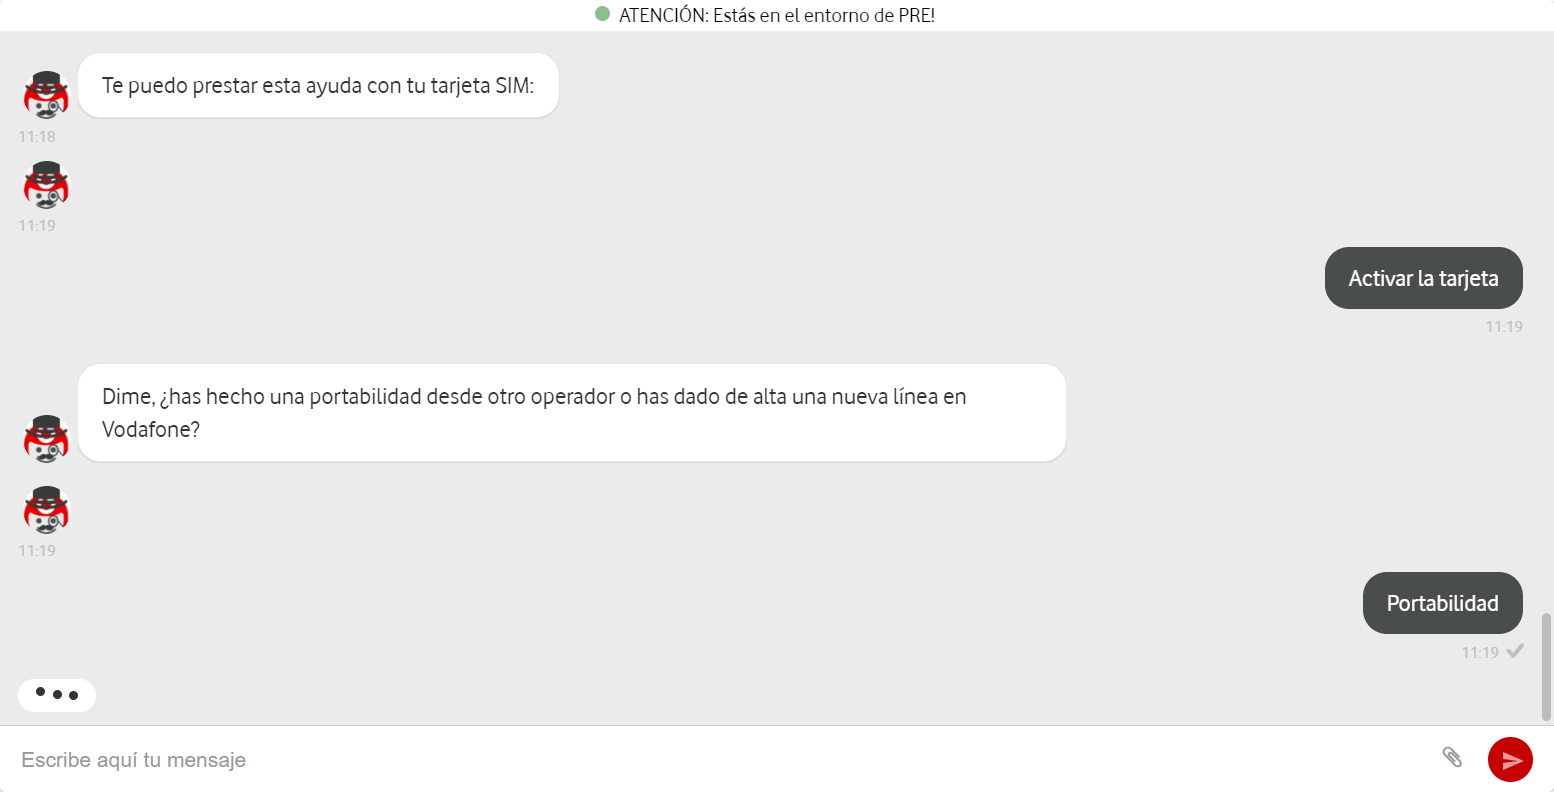 ATENCIÓN: Estás en el entorno de PRE!
Te puedo prestar esta ayuda con tu tarjeta SIM:
11:18
11:19
Activar la tarjeta
11:19
Dime, ¿has hecho una portabilidad desde otro operador o has dado de alta una nueva línea en
Vodafone?
11:19
Portabilidad
11:19
Escribe aquí tu mensaje